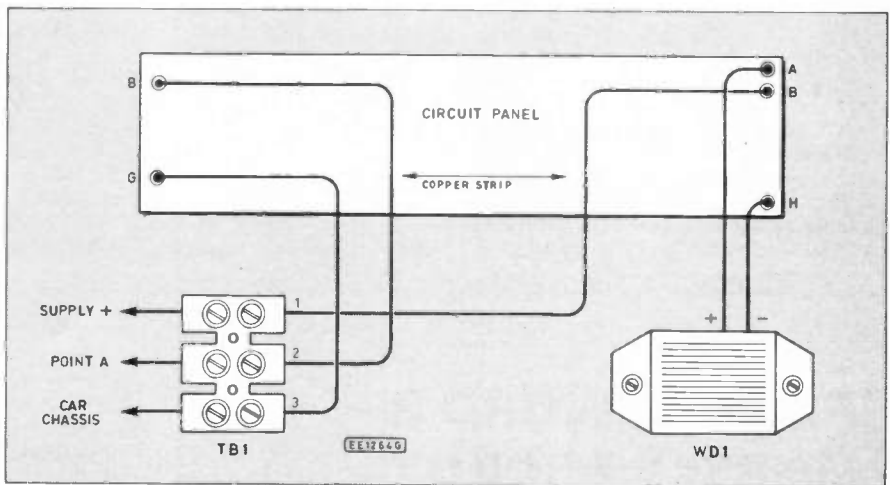 B
A
B
CIRCUIT PANEL
G
COPPER STRIP
H
SUPPLY +
1
+ −
POINT A
2
CAR
CHASSIS
3
TB1
EE1264G
WD1